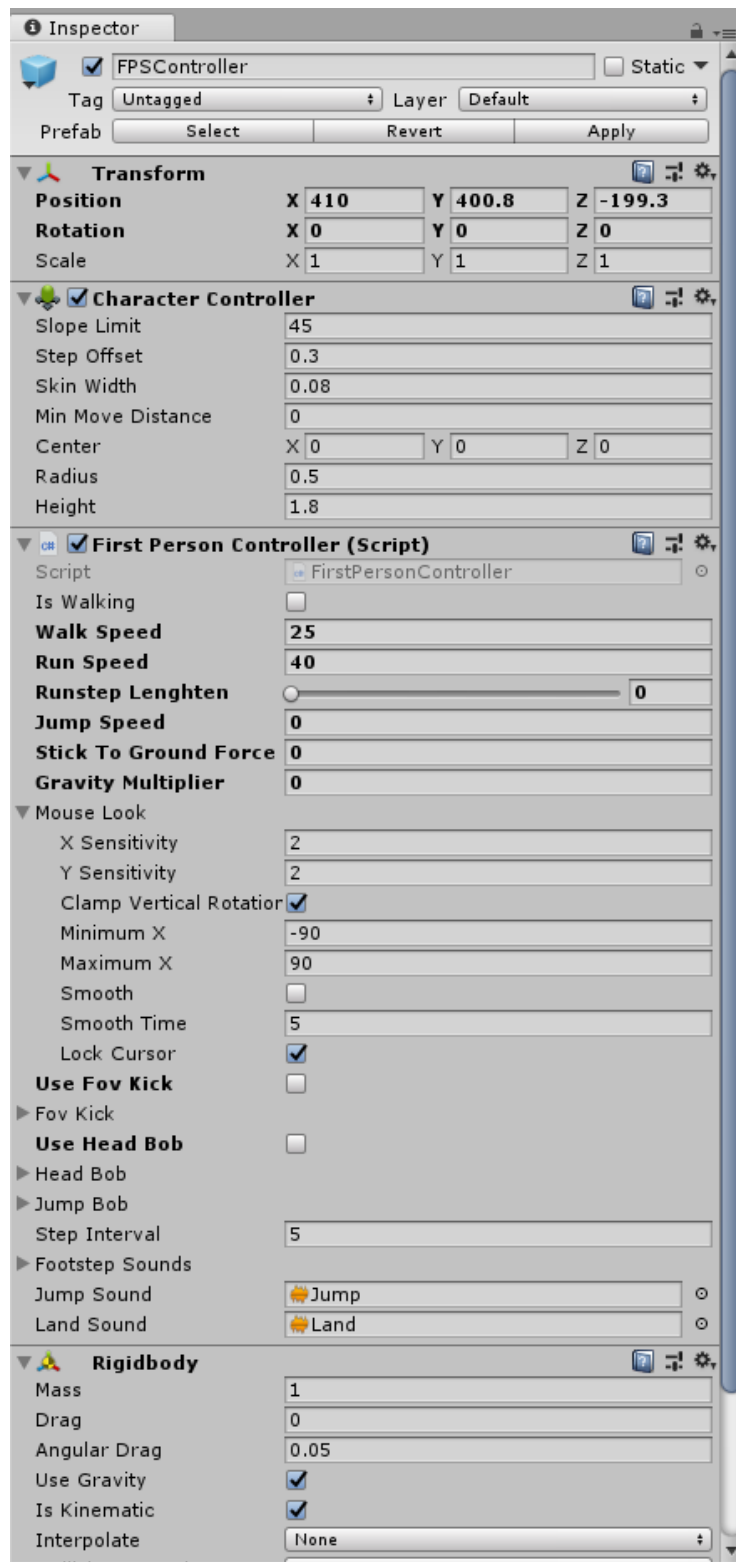 Inspector
FPSController Static
Tag Untagged Layer Default
Prefab Select Revert Apply
Transform
Position X 410 Y 400.8 Z -199.3
Rotation X 0 Y 0 Z 0
Scale X 1 Y 1 Z 1
Character Controller
Slope Limit 45
Step Offset 0.3
Skin Width 0.08
Min Move Distance 0
Center X 0 Y 0 Z 0
Radius 0.5
Height 1.8
C# First Person Controller (Script)
Script FirstPersonController
Is Walking
Walk Speed 25
Run Speed 40
Runstep Lenghten 0
Jump Speed 0
Stick To Ground Force 0
Gravity Multiplier 0
Mouse Look
X Sensitivity 2
Y Sensitivity 2
Clamp Vertical Rotation
Minimum X -90
Maximum X 90
Smooth
Smooth Time 5
Lock Cursor
Use Fov Kick
Fov Kick
Use Head Bob
Head Bob
Jump Bob
Step Interval 5
Footstep Sounds
Jump Sound Jump
Land Sound Land
Rigidbody
Mass 1
Drag 0
Angular Drag 0.05
Use Gravity
Is Kinematic
Interpolate None